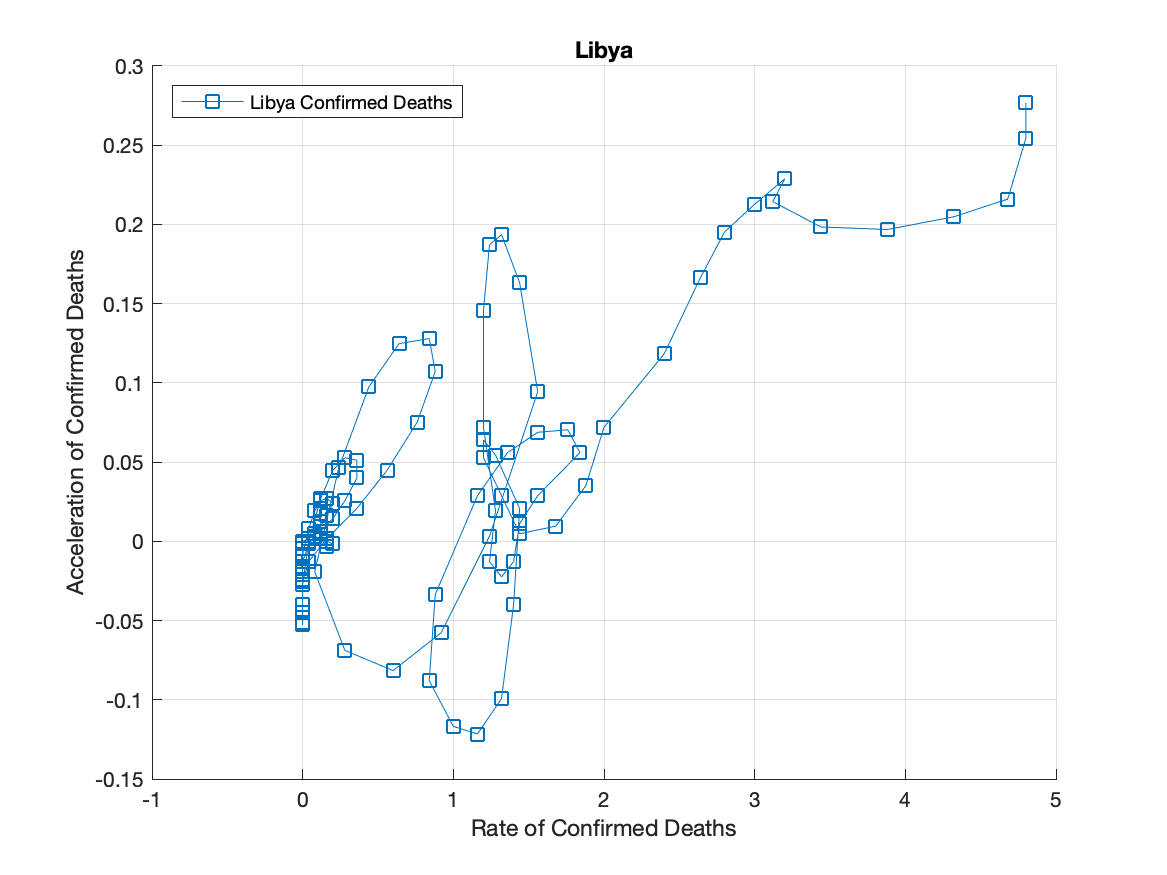 Libya
Libya Confirmed Deaths
0.3
0.25
0.2
0.15
0.1
0.05
0
-0.05
-0.1
-0.15
-1 0 1 2 3 4 5
Rate of Confirmed Deaths
Acceleration of Confirmed Deaths